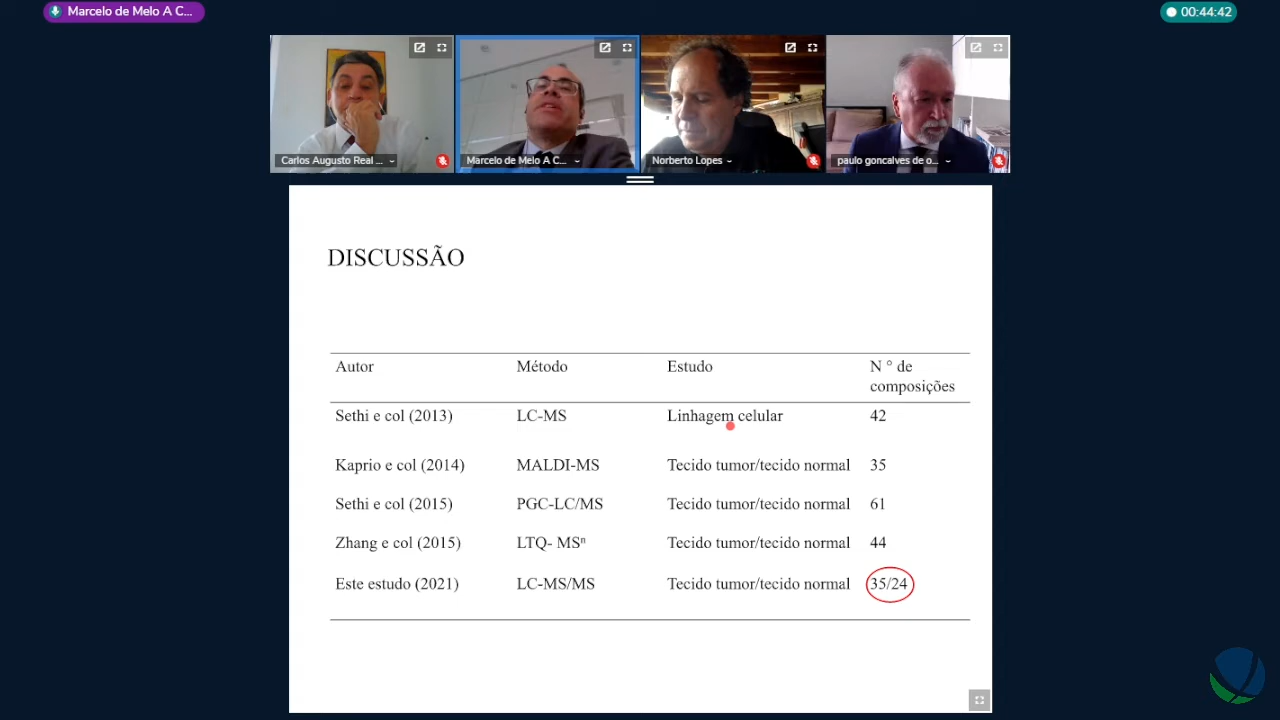 Marcelo de Melo A C...
00:44:42
Carlos Augusto Real ...
Marcelo de Melo A C...
Norberto Lopes
paulo goncalves de o...
DISCUSSÃO
Autor Método Estudo N ° de
composições
Sethi e col (2013) LC-MS Linhagem celular 42
Kaprio e col (2014) MALDI-MS Tecido tumor/tecido normal 35
Sethi e col (2015) PGC-LC/MS Tecido tumor/tecido normal 61
Zhang e col (2015) LTQ- MSⁿ Tecido tumor/tecido normal 44
Este estudo (2021) LC-MS/MS Tecido tumor/tecido normal 35/24